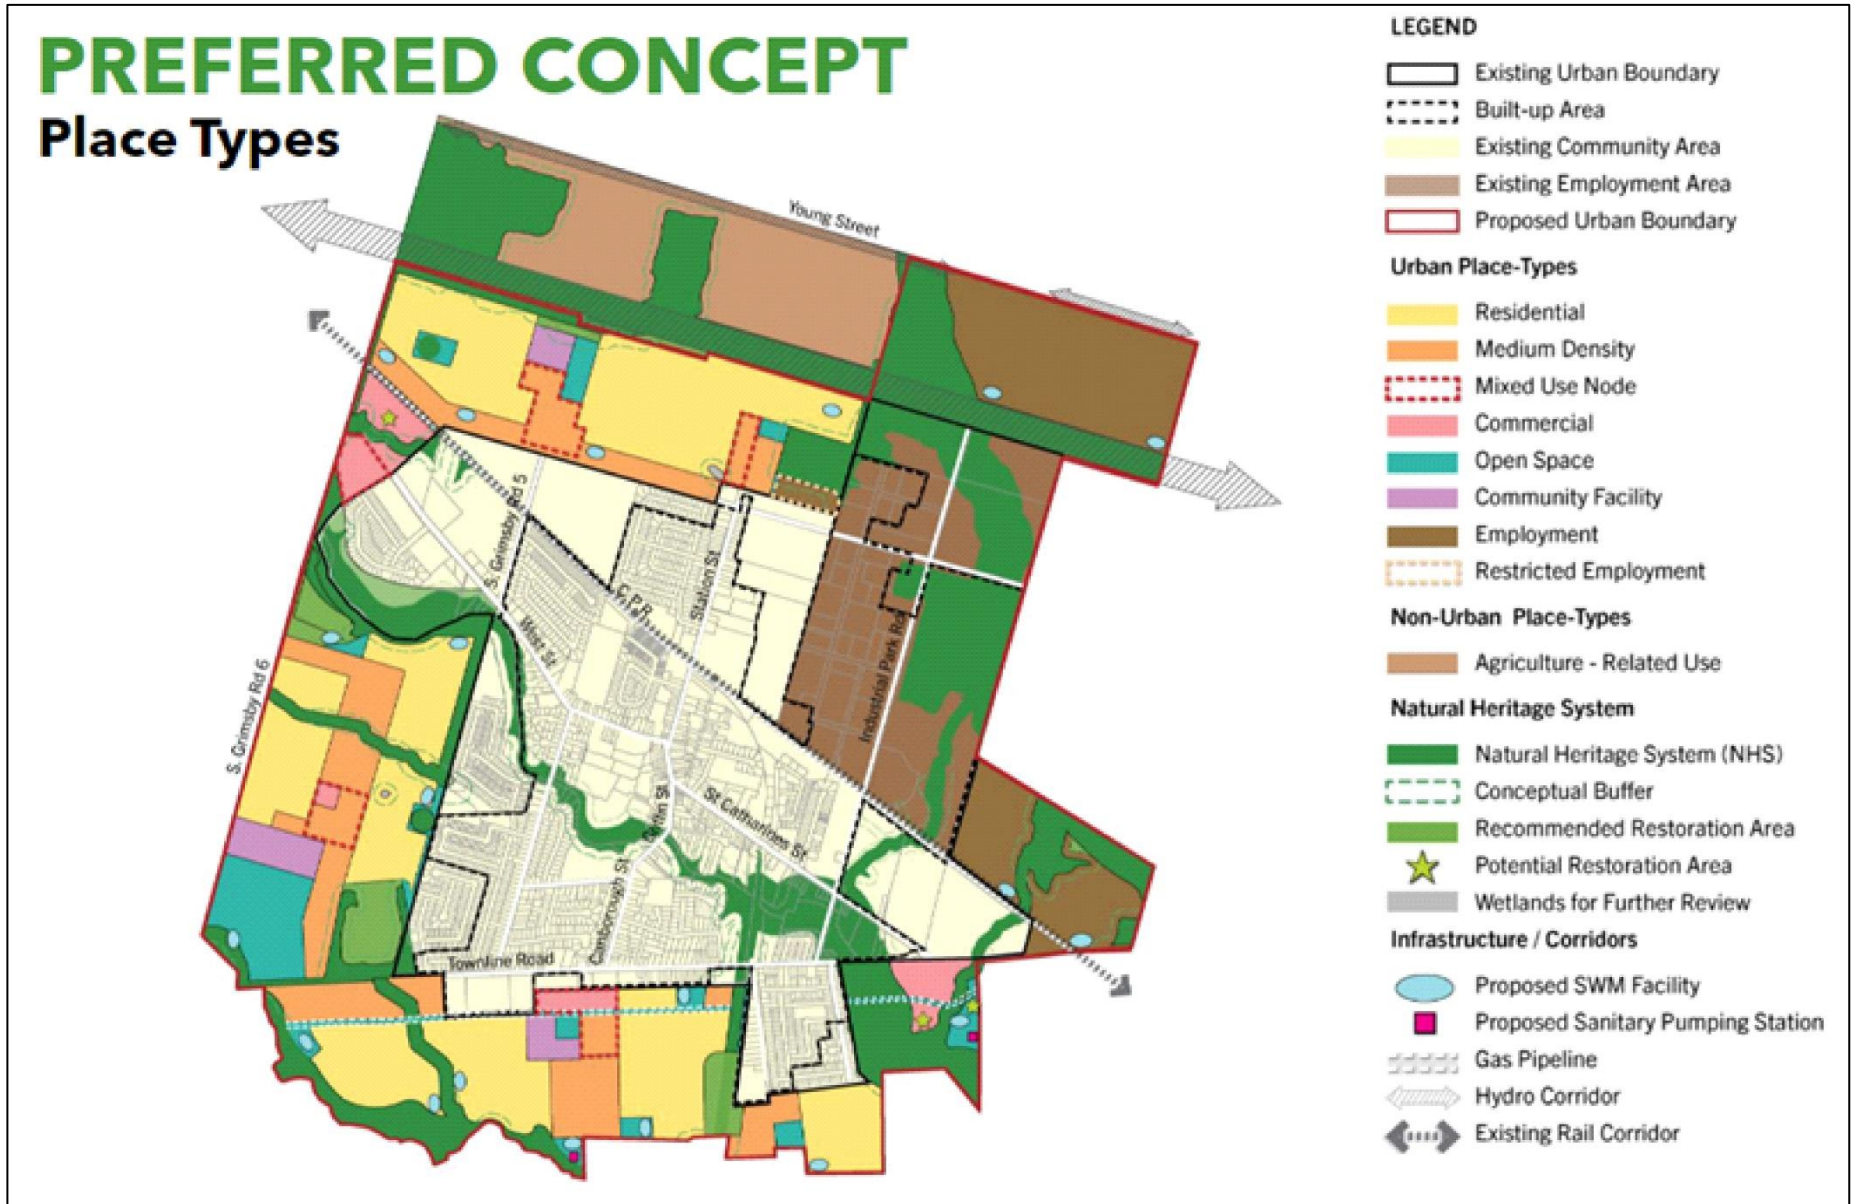 PREFERRED CONCEPT
Place Types
Young Street
S. Grimsby Rd 5
C.P.R
Station St
West St
Industrial Park Rd
S. Grimsby Rd 6
Griffin St
St Catharines St
Canborough St
Townline Road
LEGEND
Existing Urban Boundary
Built-up Area
Existing Community Area
Existing Employment Area
Proposed Urban Boundary
Urban Place-Types
Residential
Medium Density
Mixed Use Node
Commercial
Open Space
Community Facility
Employment
Restricted Employment
Non-Urban Place-Types
Agriculture - Related Use
Natural Heritage System
Natural Heritage System (NHS)
Conceptual Buffer
Recommended Restoration Area
Potential Restoration Area
Wetlands for Further Review
Infrastructure / Corridors
Proposed SWM Facility
Proposed Sanitary Pumping Station
Gas Pipeline
Hydro Corridor
Existing Rail Corridor